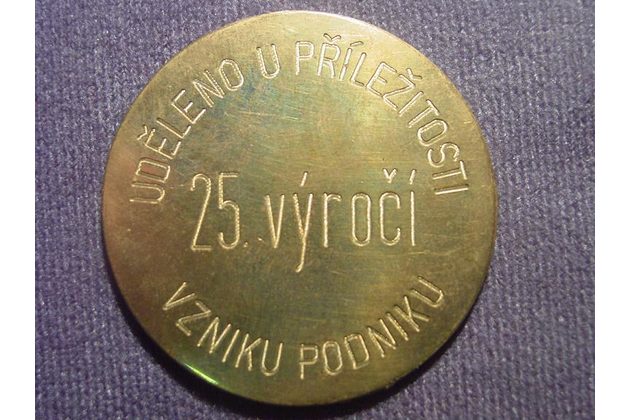 UDĚLENO U PŘÍLEŽITOSTI
25. výročí
VZNIKU PODNIKU